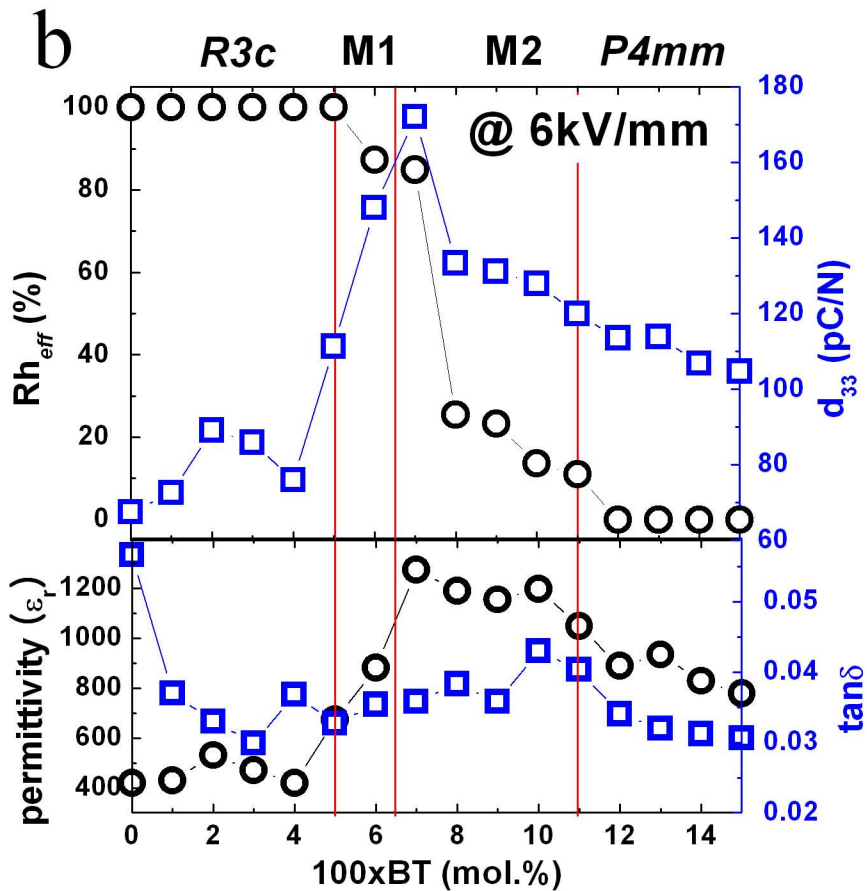 b
R3c M1 M2 P4mm
@ 6kV/mm
Rh_eff (%)
100
80
60
40
20
0
d_33 (pC/N)
180
160
140
120
100
80
60
permittivity (ε_r)
1200
1000
800
600
400
tanδ
0.05
0.04
0.03
0.02
0 2 4 6 8 10 12 14
100xBT (mol.%)